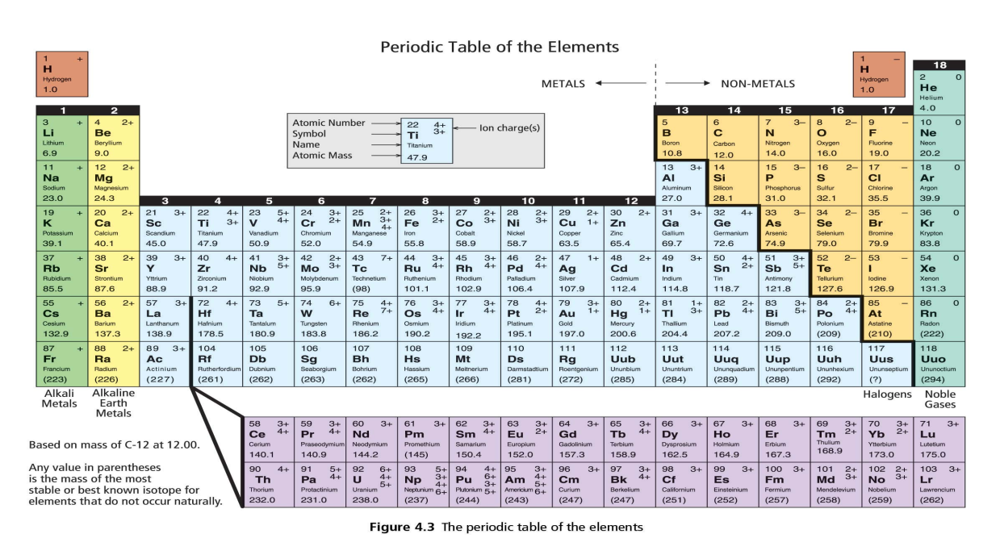 Periodic Table of the Elements
1 +
H
Hydrogen
1.0
METALS
NON-METALS
1 –
H
Hydrogen
1.0
18
2 0
He
Helium
4.0
1 2
13 14 15 16 17
Atomic Number
Symbol
Name
Atomic Mass
22 4+
Ti 3+
Titanium
47.9
Ion charge(s)
3 + 4 2+ 5 6 7 3– 8 2– 9 – 10 0
Li Be B C N O F Ne
Lithium Beryllium Boron Carbon Nitrogen Oxygen Fluorine Neon
6.9 9.0 10.8 12.0 14.0 16.0 19.0 20.2
11 + 12 2+ 13 3+ 14 15 3– 16 2– 17 – 18 0
Na Mg Al Si P S Cl Ar
Sodium Magnesium Aluminum Silicon Phosphorus Sulfur Chlorine Argon
23.0 24.3 27.0 28.1 31.0 32.1 35.5 39.9
3 4 5 6 7 8 9 10 11 12
19 + 20 2+ 21 3+ 22 4+ 23 5+ 24 3+ 25 2+ 26 3+ 27 2+ 28 2+ 29 2+ 30 2+ 31 3+ 32 4+ 33 3– 34 2– 35 – 36 0
K Ca Sc Ti 3+ V 4+ Cr 2+ Mn 3+ 4+ Fe 2+ Co 3+ Ni 3+ Cu 1+ Zn Ga Ge As Se Br Kr
Potassium Calcium Scandium Titanium Vanadium Chromium Manganese Iron Cobalt Nickel Copper Zinc Gallium Germanium Arsenic Selenium Bromine Krypton
39.1 40.1 45.0 47.9 50.9 52.0 54.9 55.8 58.9 58.7 63.5 65.4 69.7 72.6 74.9 79.0 79.9 83.8
37 + 38 2+ 39 3+ 40 4+ 41 3+ 42 2+ 43 7+ 44 3+ 45 3+ 46 2+ 47 1+ 48 2+ 49 3+ 50 4+ 51 3+ 52 2– 53 – 54 0
Rb Sr Y Zr Nb 5+ Mo 3+ Tc Ru 4+ Rh 4+ Pd 4+ Ag Cd In Sn 2+ Sb 5+ Te I Xe
Rubidium Strontium Yttrium Zirconium Niobium Molybdenum Technetium Ruthenium Rhodium Palladium Silver Cadmium Indium Tin Antimony Tellurium Iodine Xenon
85.5 87.6 88.9 91.2 92.9 95.9 (98) 101.1 102.9 106.4 107.9 112.4 114.8 118.7 121.8 127.6 126.9 131.3
55 + 56 2+ 57 3+ 72 4+ 73 5+ 74 6+ 75 4+ 76 3+ 77 3+ 78 4+ 79 3+ 80 2+ 81 1+ 82 2+ 83 3+ 84 2+ 85 – 86 0
Cs Ba La Hf Ta W Re 7+ Os 4+ Ir 4+ Pt 2+ Au 1+ Hg 1+ Tl 3+ Pb 4+ Bi 5+ Po 4+ At Rn
Cesium Barium Lanthanum Hafnium Tantalum Tungsten Rhenium Osmium Iridium Platinum Gold Mercury Thallium Lead Bismuth Polonium Astatine Radon
132.9 137.3 138.9 178.5 180.9 183.8 186.2 190.2 192.2 195.1 197.0 200.6 204.4 207.2 209.0 (209) (210) (222)
87 + 88 2+ 89 3+ 104 105 106 107 108 109 110 111 112 113 114 115 116 117 118
Fr Ra Ac Rf Db Sg Bh Hs Mt Ds Rg Uub Uut Uuq Uup Uuh Uus Uuo
Francium Radium Actinium Rutherfordium Dubnium Seaborgium Bohrium Hassium Meitnerium Darmstadtium Roentgenium Ununbium Ununtrium Ununquadium Ununpentium Ununhexium Ununseptium Ununoctium
(223) (226) (227) (261) (262) (263) (262) (265) (266) (281) (272) (285) (284) (289) (288) (292) (?) (294)
Alkali Alkaline Halogens Noble
Metals Earth Gases
Metals
58 3+ 59 3+ 60 3+ 61 3+ 62 3+ 63 3+ 64 3+ 65 3+ 66 3+ 67 3+ 68 3+ 69 3+ 70 3+ 71 3+
Ce 4+ Pr 4+ Nd Pm Sm 4+ Eu 2+ Gd Tb 4+ Dy Ho Er Tm 2+ Yb 2+ Lu
Cerium Praseodymium Neodymium Promethium Samarium Europium Gadolinium Terbium Dysprosium Holmium Erbium Thulium Ytterbium Lutetium
140.1 140.9 144.2 (145) 150.4 152.0 157.3 158.9 162.5 164.9 167.3 168.9 173.0 175.0
90 4+ 91 5+ 92 6+ 93 5+ 94 4+ 95 3+ 96 3+ 97 3+ 98 3+ 99 3+ 100 3+ 101 2+ 102 2+ 103 3+
Th Pa 4+ U 4+ 5+ Np 3+ 4+ 6+ Pu 6+ 3+ 5+ Am 4+ 5+ 6+ Cm Bk 4+ Cf Es Fm Md 3+ No 3+ Lr
Thorium Protactinium Uranium Neptunium Plutonium Americium Curium Berkelium Californium Einsteinium Fermium Mendelevium Nobelium Lawrencium
232.0 231.0 238.0 (237) (244) (243) (247) (247) (251) (252) (257) (258) (259) (262)
Based on mass of C-12 at 12.00.
Any value in parentheses
is the mass of the most
stable or best known isotope for
elements that do not occur naturally.
Figure 4.3 The periodic table of the elements